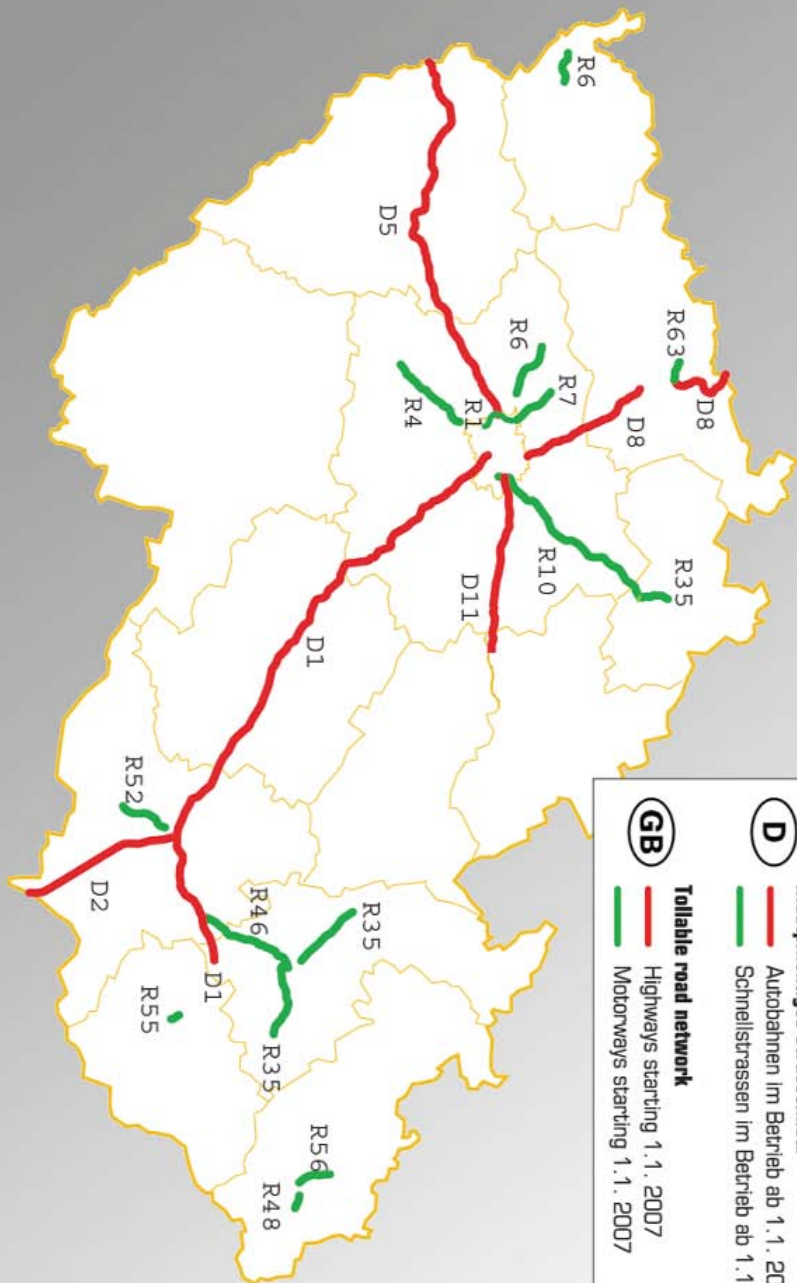 D
Autobahnen im Betrieb ab 1.1.
Schnellstrassen im Betrieb ab 1.1
GB
Tollable road network
Highways starting 1.1. 2007
Motorways starting 1.1. 2007
R6
R63
D8
D5
R6
R7
D8
R35
R4
R1
R10
D11
D1
R52
D2
R46
R35
D1
R55
R35
R56
R48